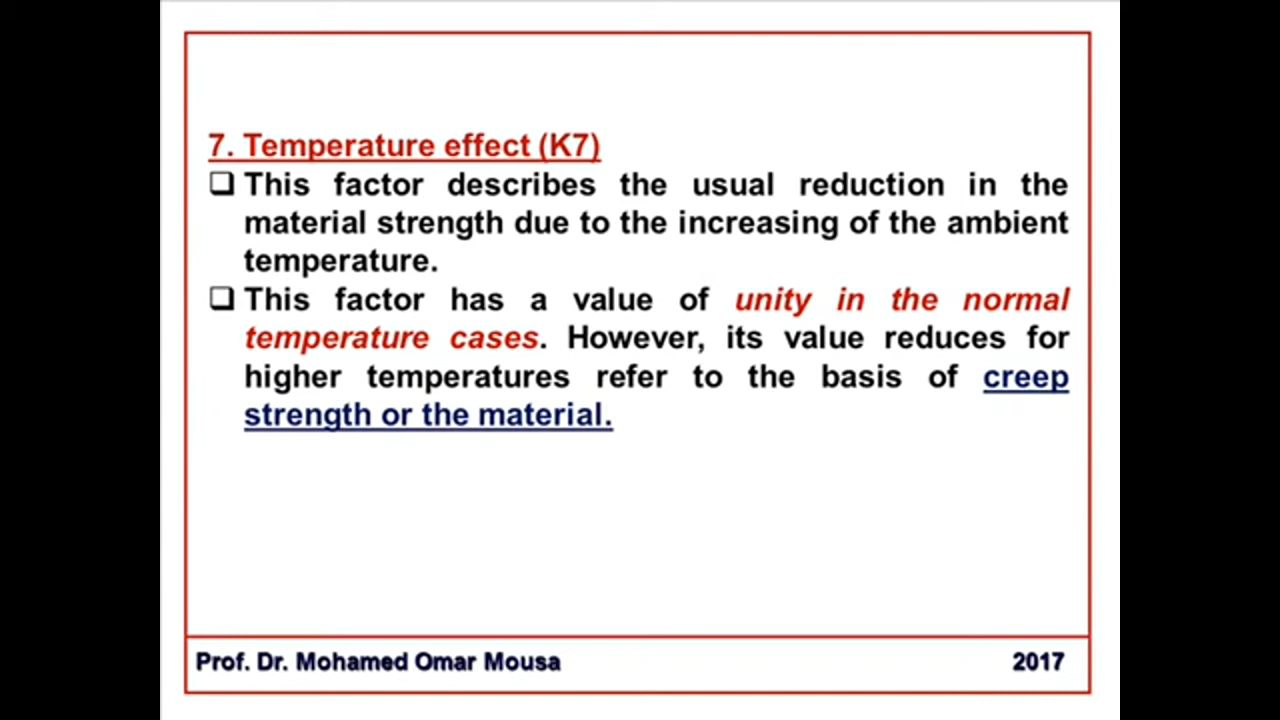 7. Temperature effect (K7)
❑ This factor describes the usual reduction in the
material strength due to the increasing of the ambient
temperature.
❑ This factor has a value of unity in the normal
temperature cases. However, its value reduces for
higher temperatures refer to the basis of creep
strength or the material.
Prof. Dr. Mohamed Omar Mousa
2017